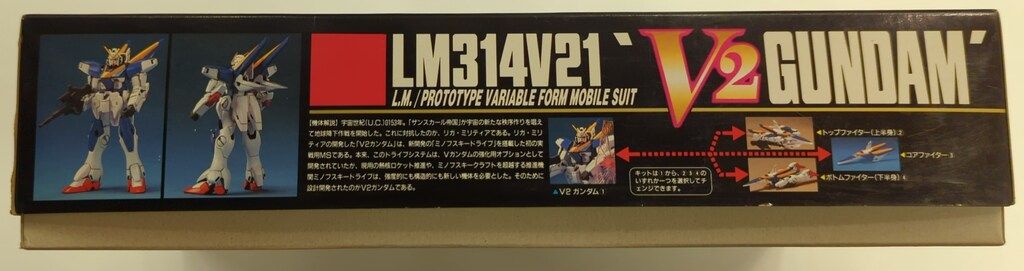 LM314V21 `V2 GUNDAM´
L.M./PROTOTYPE VARIABLE FORM MOBILE SUIT
【機体解説】宇宙世紀(U.C.)0153年。「ザンスカール帝国」が宇宙の新たな秩序作りを唱え
て地球降下作戦を開始した。これに対抗したのが、リガ・ミリティアである。リガ・ミリ
ティアの開発した「V2ガンダム」は、新開発の「ミノフスキードライブ」を搭載した初の実
戦用MSである。本来、このドライブシステムは、Vガンダムの強化用オプションとして
開発されていたが、現用の熱核ロケット推進や、ミノフスキークラフトを超越する推進機
関ミノフスキードライブは、強度的にも構造的にも新しい機体を必要とした。そのために
設計開発されたのがV2ガンダムである。
▲V2 ガンダム①
キットは①から、②③④の
いずれか一つを選択してチ
ェンジできます。
◀トップファイター(上半身)②
◀コアファイター③
◀ボトムファイター(下半身)④